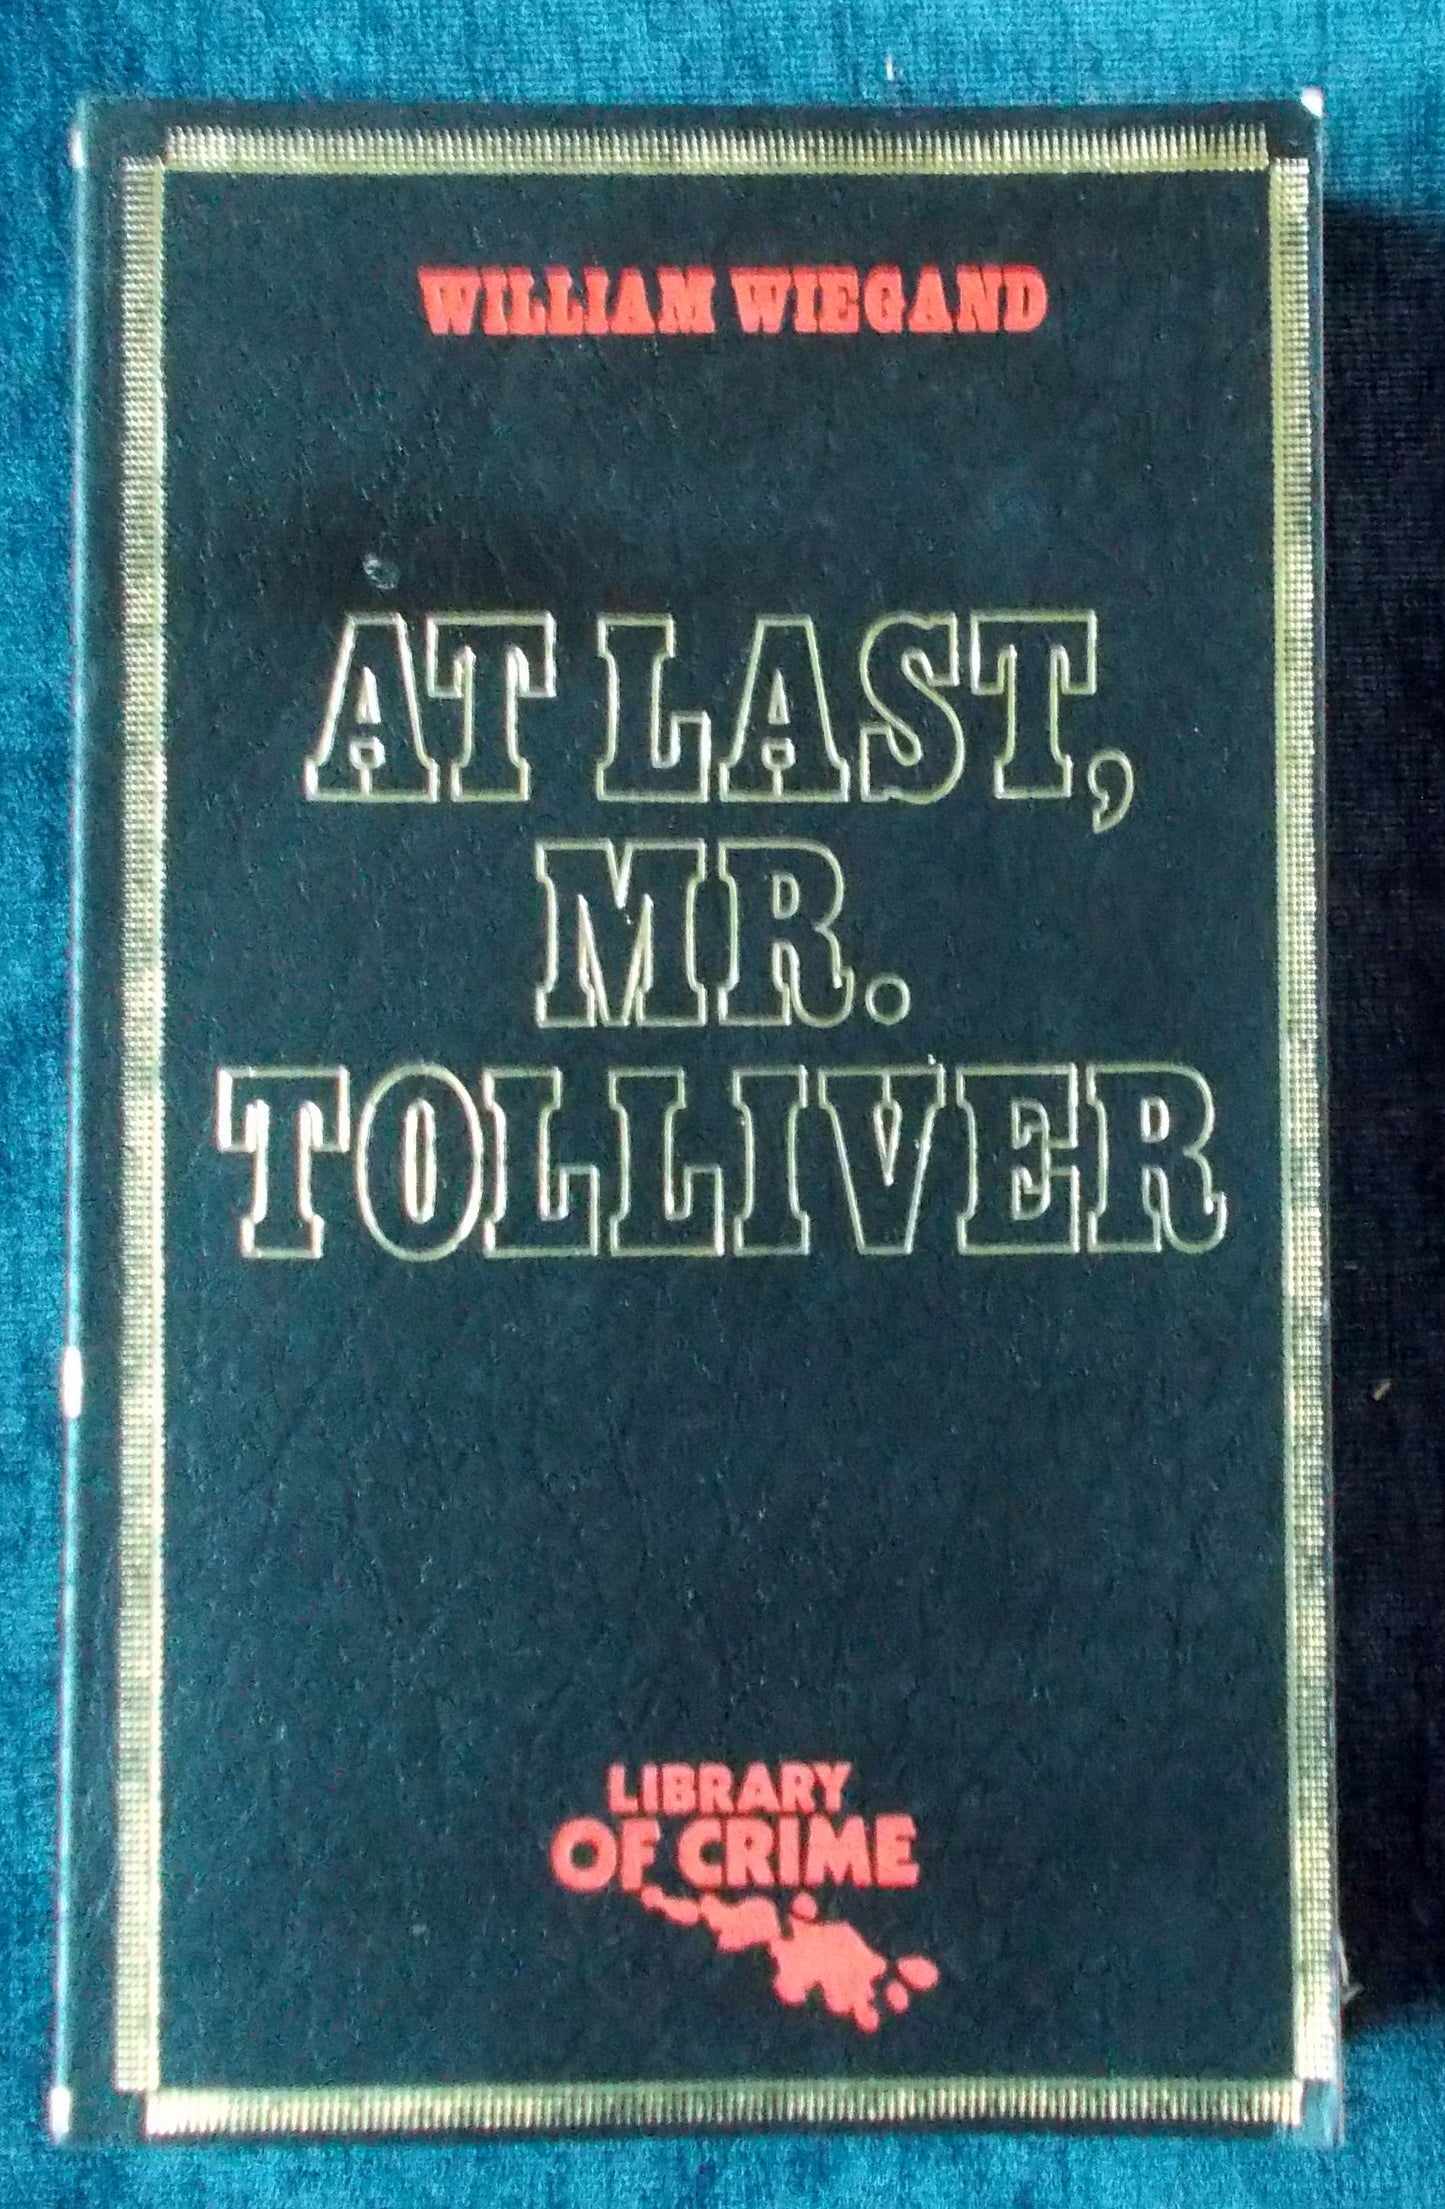 WILLIAM WIEGAND
AT LAST,
MR.
TOLLIVER
LIBRARY
OF CRIME